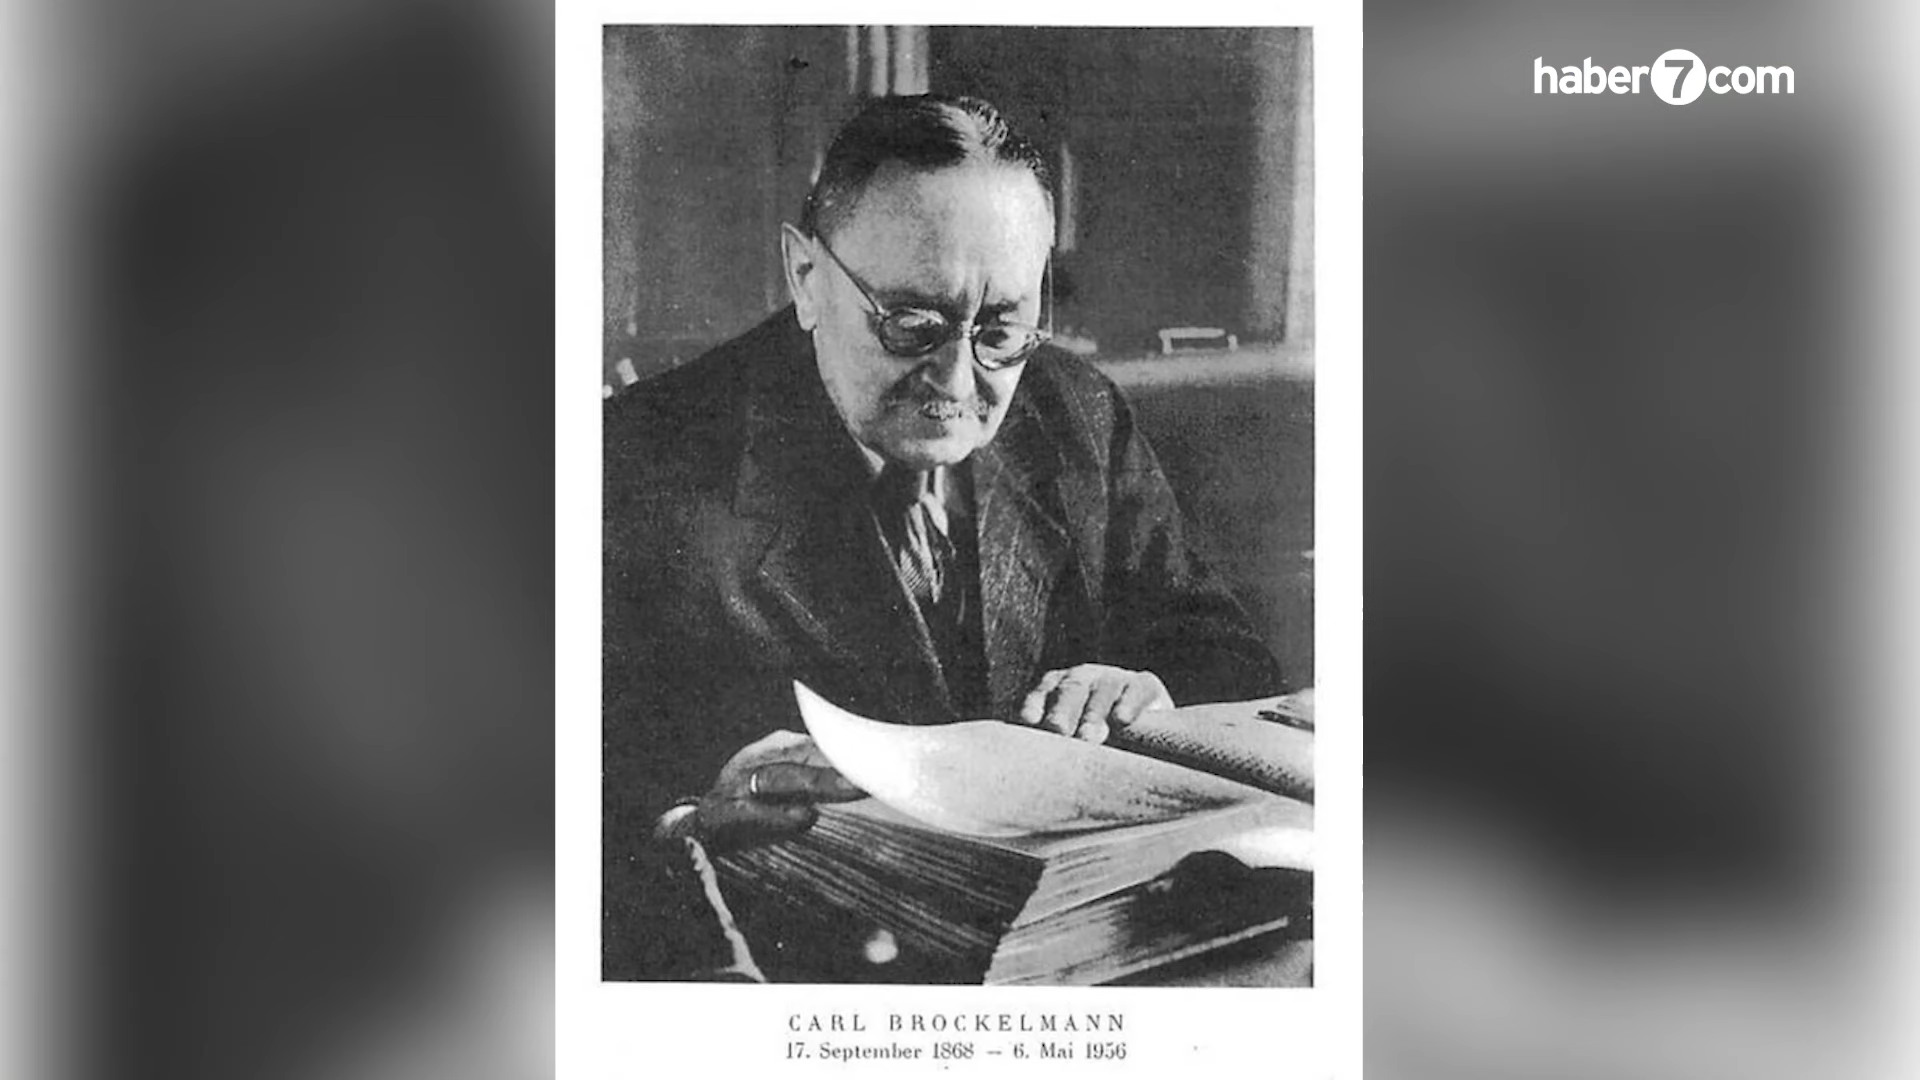 haber7com
CARL BROCKELMANN
17. September 1868 — 6. Mai 1956